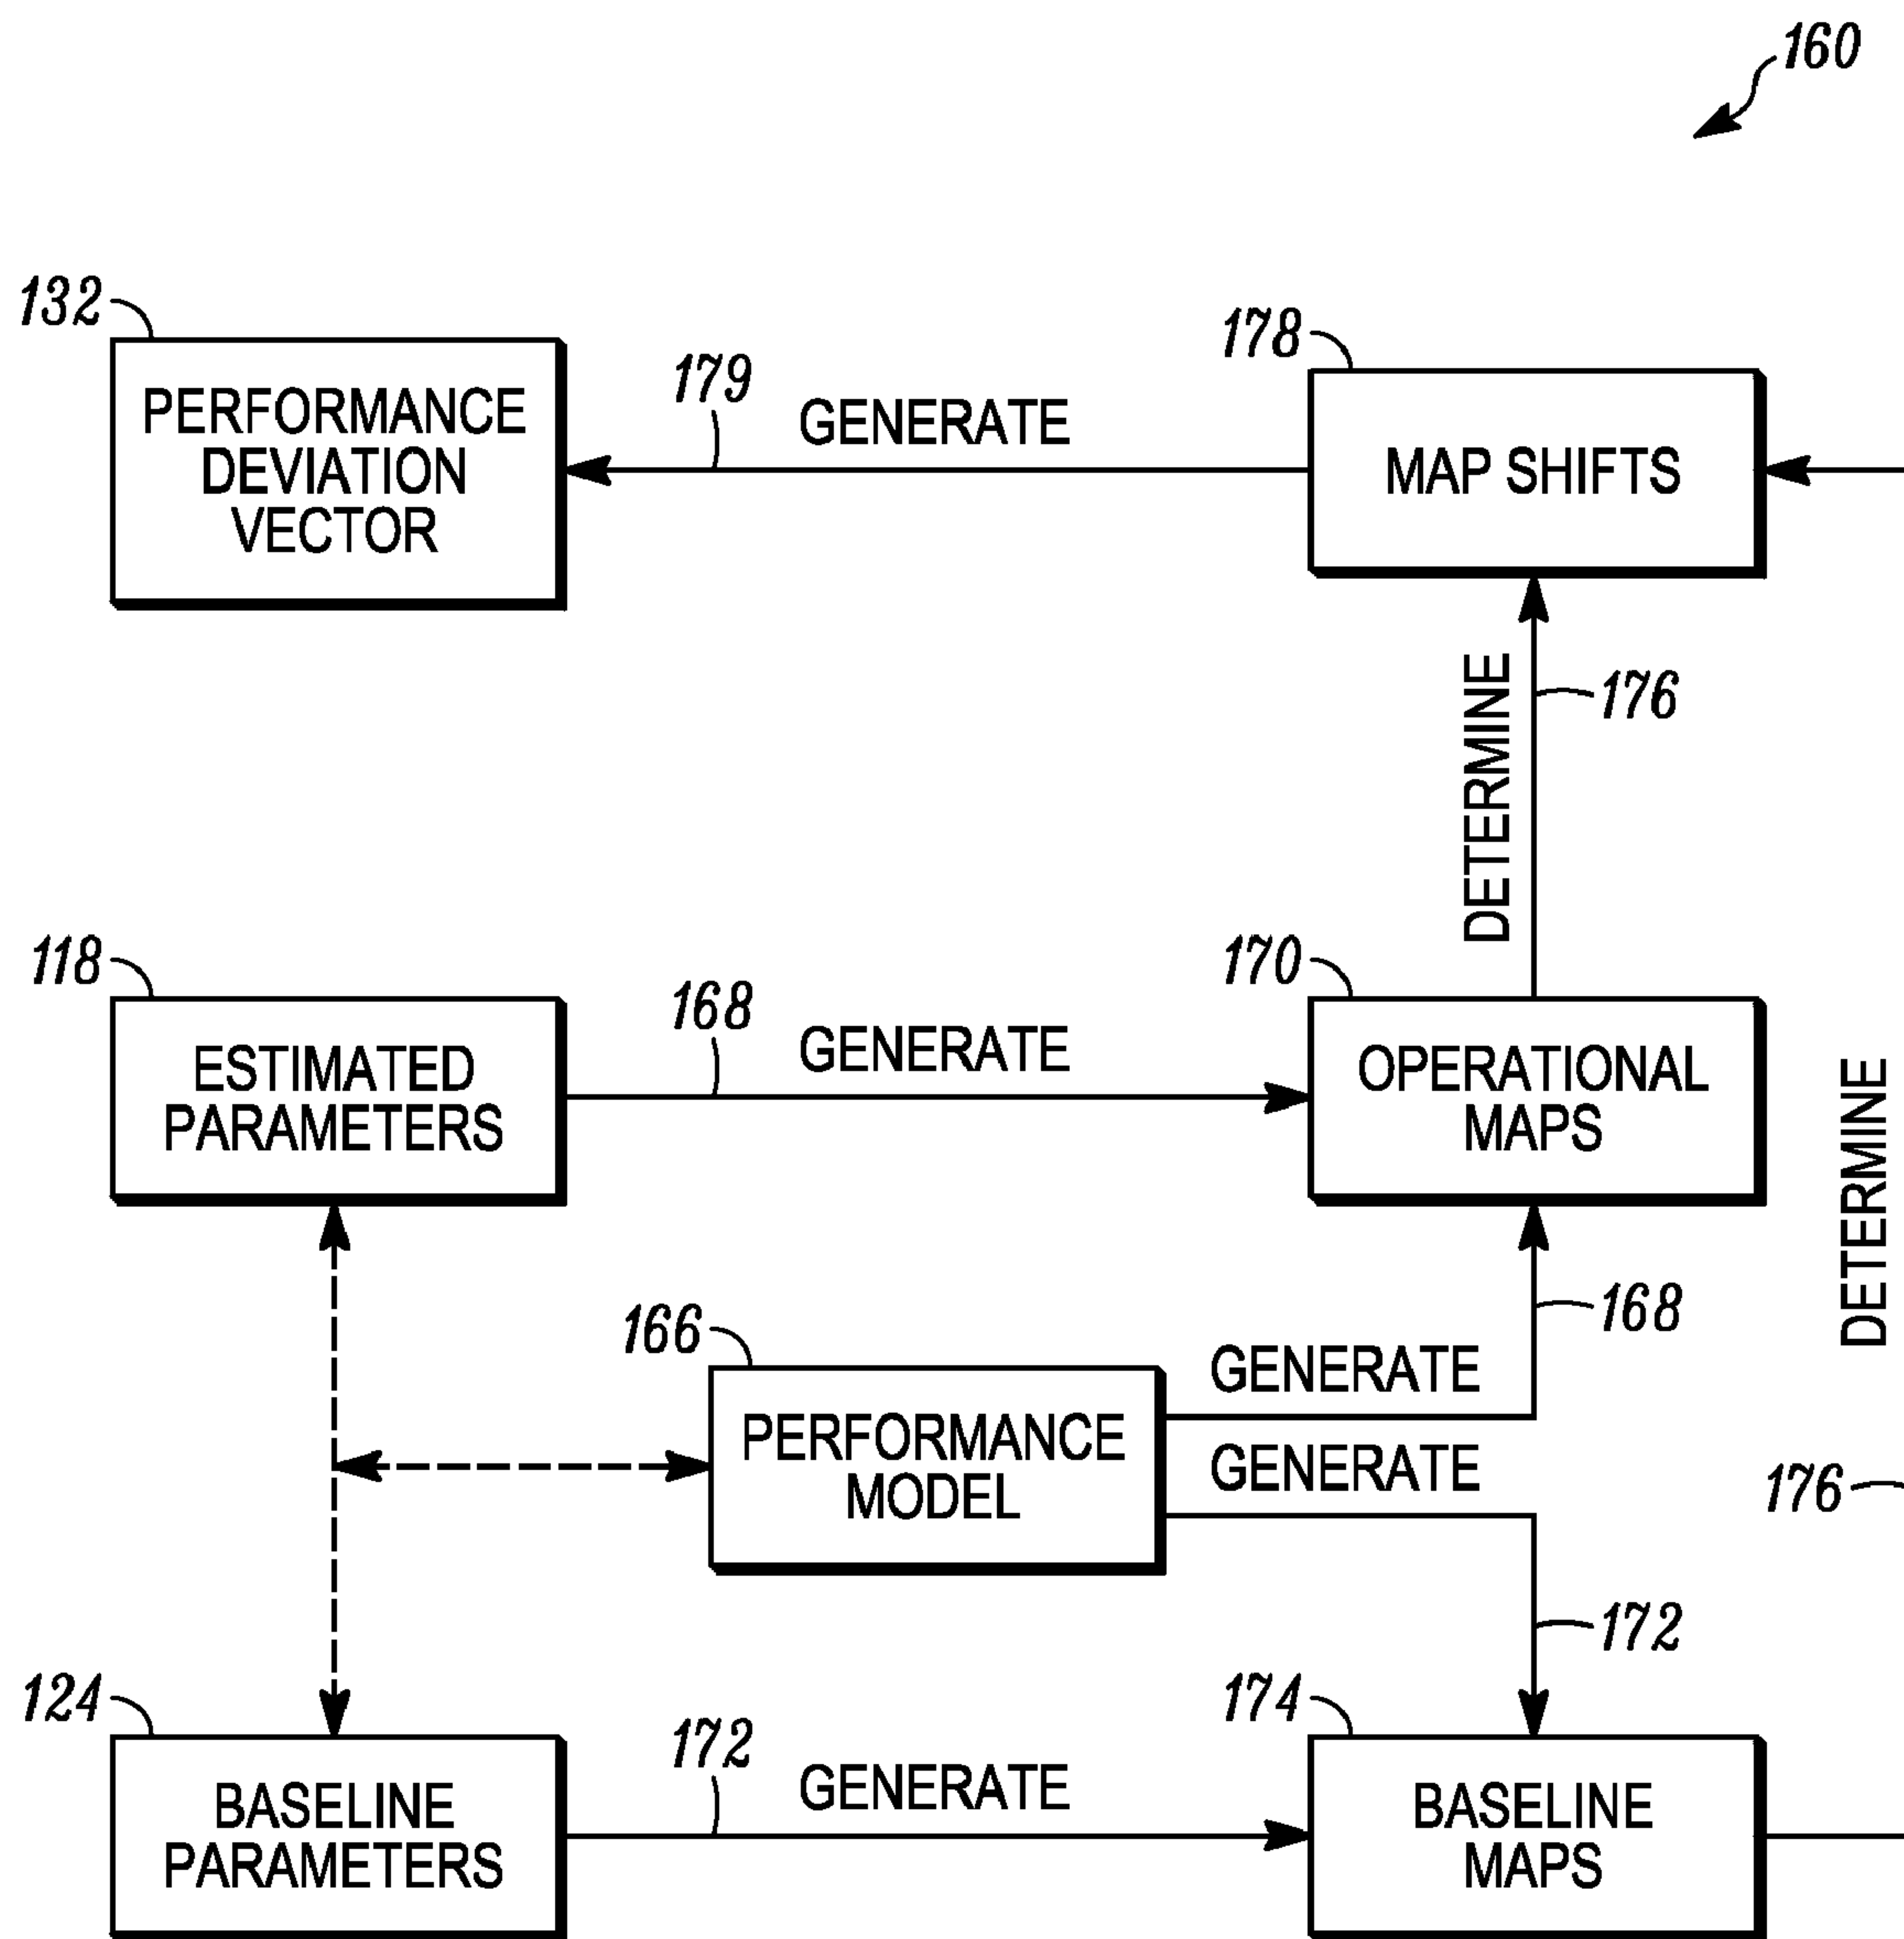 160
132
PERFORMANCE
DEVIATION
VECTOR
179
GENERATE
178
MAP SHIFTS
DETERMINE
176
118
ESTIMATED
PARAMETERS
168
GENERATE
170
OPERATIONAL
MAPS
DETERMINE
168
166
PERFORMANCE
MODEL
GENERATE
GENERATE
176
172
124
BASELINE
PARAMETERS
172
GENERATE
174
BASELINE
MAPS